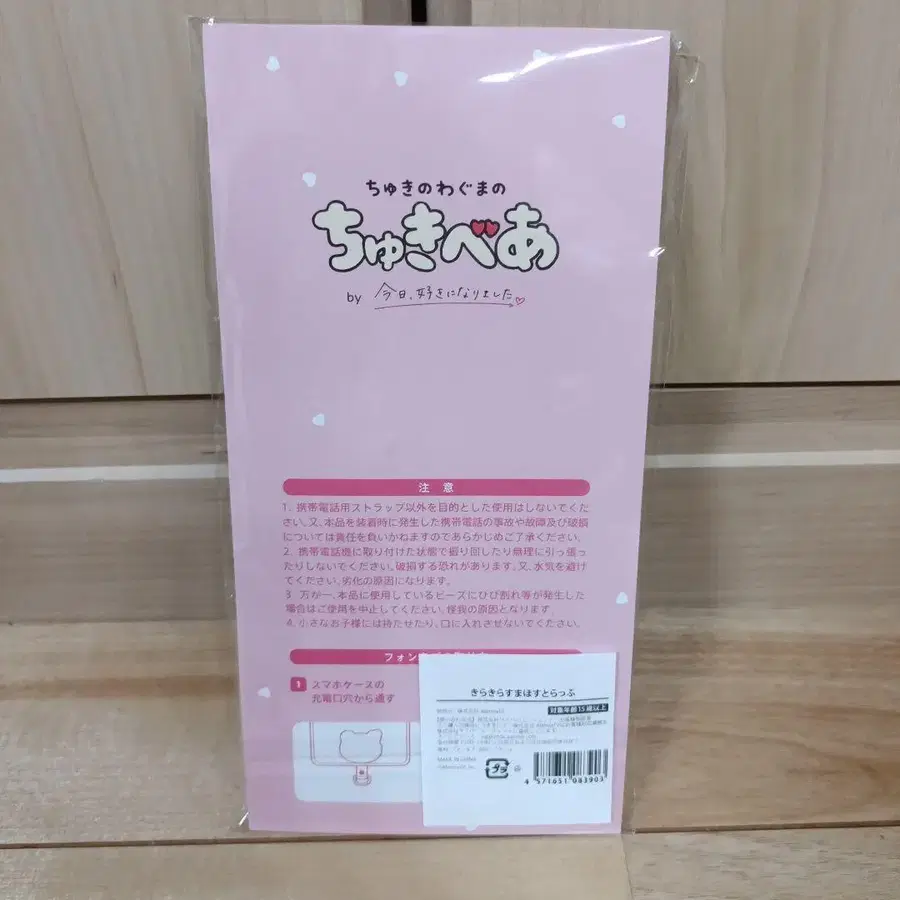 ちゅきのわぐまの
ちゅきべあ
by 今日、好きになりました。
注 意
1. 携帯電話用ストラップ以外を目的とした使用はしないでくだ
さい。又、本品を装着時に発生した携帯電話の事故や故障及び破損
については責任を負いかねますのであらかじめご了承ください。
2. 携帯電話機に取り付けた状態で振り回したり無理に引っ張っ
たりしないでください。破損する恐れがあります。又、水気を避け
てください。劣化の原因になります。
3 万が一、本品に使用しているビーズにひび割れ等が発生した
場合はご使用を中止してください。怪我の原因となります。
4. 小さなお子様には持たせたり、口に入れさせないでください。
1 スマホケースの
充電口穴から通す
きらきらすまほすとらっぷ
対象年齢15歳以上
プラ
4 571651 083903